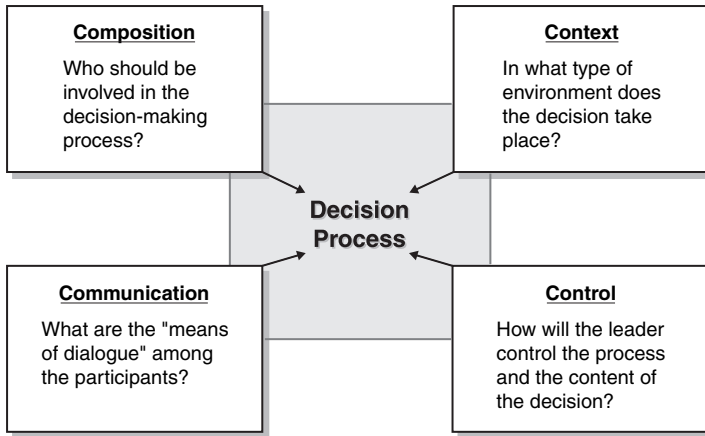 Composition
Who should be
involved in the
decision-making
process?
Context
In what type of
environment does
the decision take
place?
Decision
Process
Communication
What are the "means
of dialogue" among
the participants?
Control
How will the leader
control the process
and the content of
the decision?